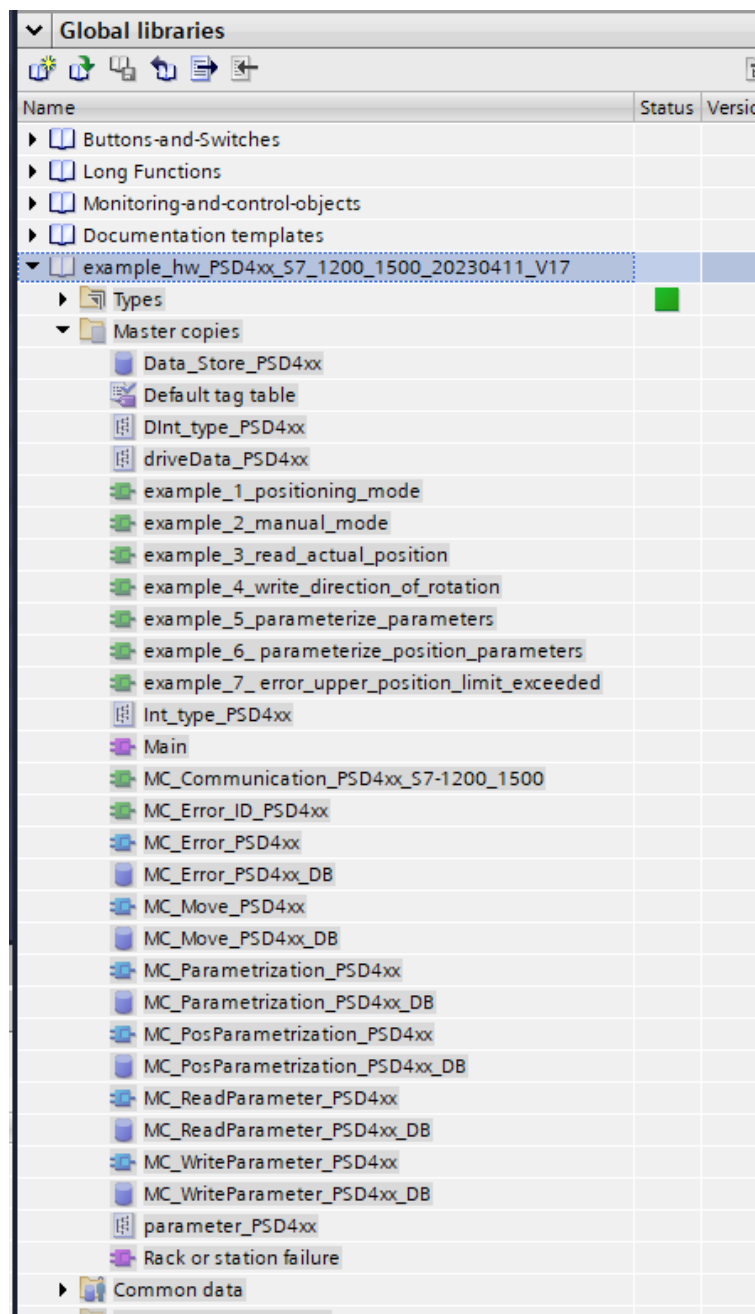 Global libraries
Name Status
Buttons-and-Switches
Long Functions
Monitoring-and-control-objects
Documentation templates
example_hw_PSD4xx_S7_1200_1500_20230411_V17
Types
Master copies
Data_Store_PSD4xx
Default tag table
DInt_type_PSD4xx
driveData_PSD4xx
example_1_positioning_mode
example_2_manual_mode
example_3_read_actual_position
example_4_write_direction_of_rotation
example_5_parameterize_parameters
example_6_ parameterize_position_parameters
example_7_ error_upper_position_limit_exceeded
Int_type_PSD4xx
Main
MC_Communication_PSD4xx_S7-1200_1500
MC_Error_ID_PSD4xx
MC_Error_PSD4xx
MC_Error_PSD4xx_DB
MC_Move_PSD4xx
MC_Move_PSD4xx_DB
MC_Parametrization_PSD4xx
MC_Parametrization_PSD4xx_DB
MC_PosParametrization_PSD4xx
MC_PosParametrization_PSD4xx_DB
MC_ReadParameter_PSD4xx
MC_ReadParameter_PSD4xx_DB
MC_WriteParameter_PSD4xx
MC_WriteParameter_PSD4xx_DB
parameter_PSD4xx
Rack or station failure
Common data